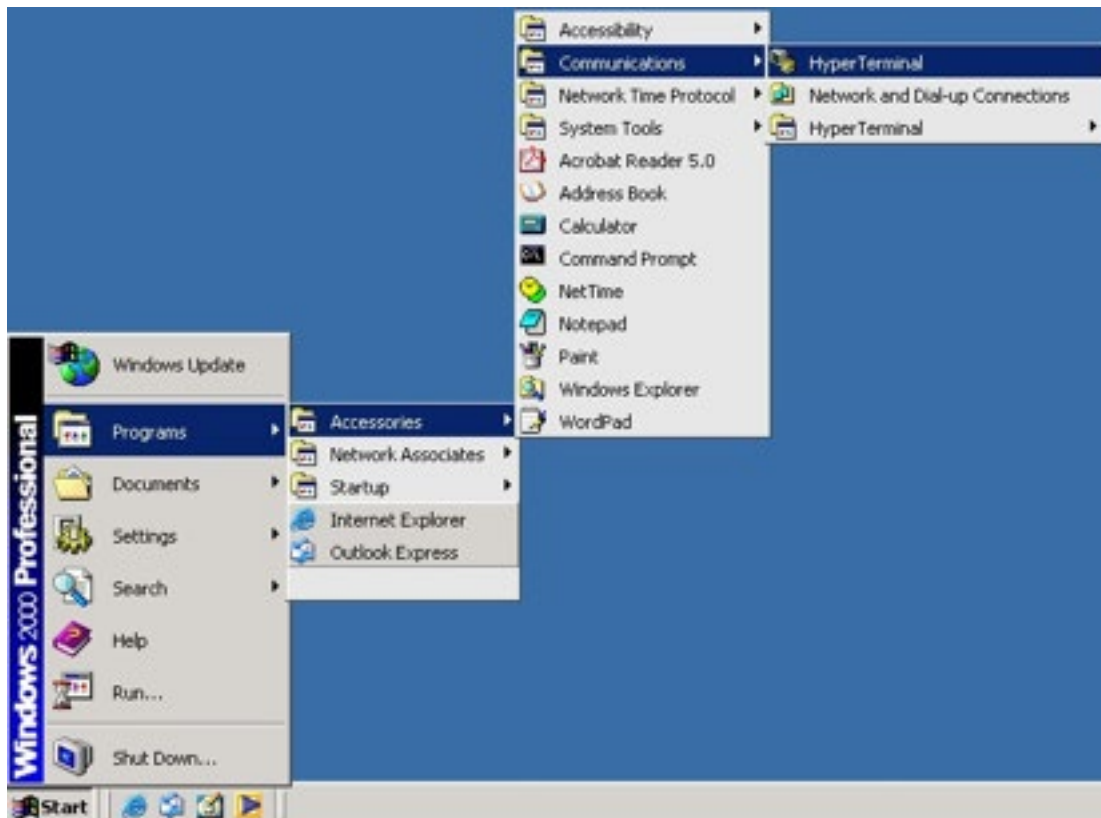 Accessibility
Communications
Network Time Protocol
System Tools
Acrobat Reader 5.0
Address Book
Calculator
Command Prompt
NetTime
Notepad
Paint
Windows Explorer
WordPad
HyperTerminal
Network and Dial-up Connections
HyperTerminal
Windows 2000 Professional
Windows Update
Programs
Documents
Settings
Search
Help
Run...
Shut Down...
Accessories
Network Associates
Startup
Internet Explorer
Outlook Express
Start